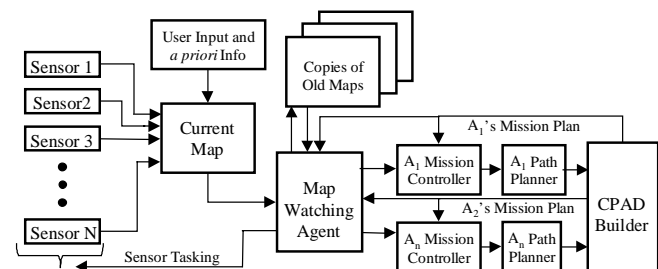 User Input and
a priori Info
Sensor 1
Sensor2
Sensor 3
Sensor N
Current
Map
Copies of
Old Maps
Map
Watching
Agent
A1's Mission Plan
A1 Mission
Controller
A1 Path
Planner
A2's Mission Plan
An Mission
Controller
An Path
Planner
CPAD
Builder
Sensor Tasking